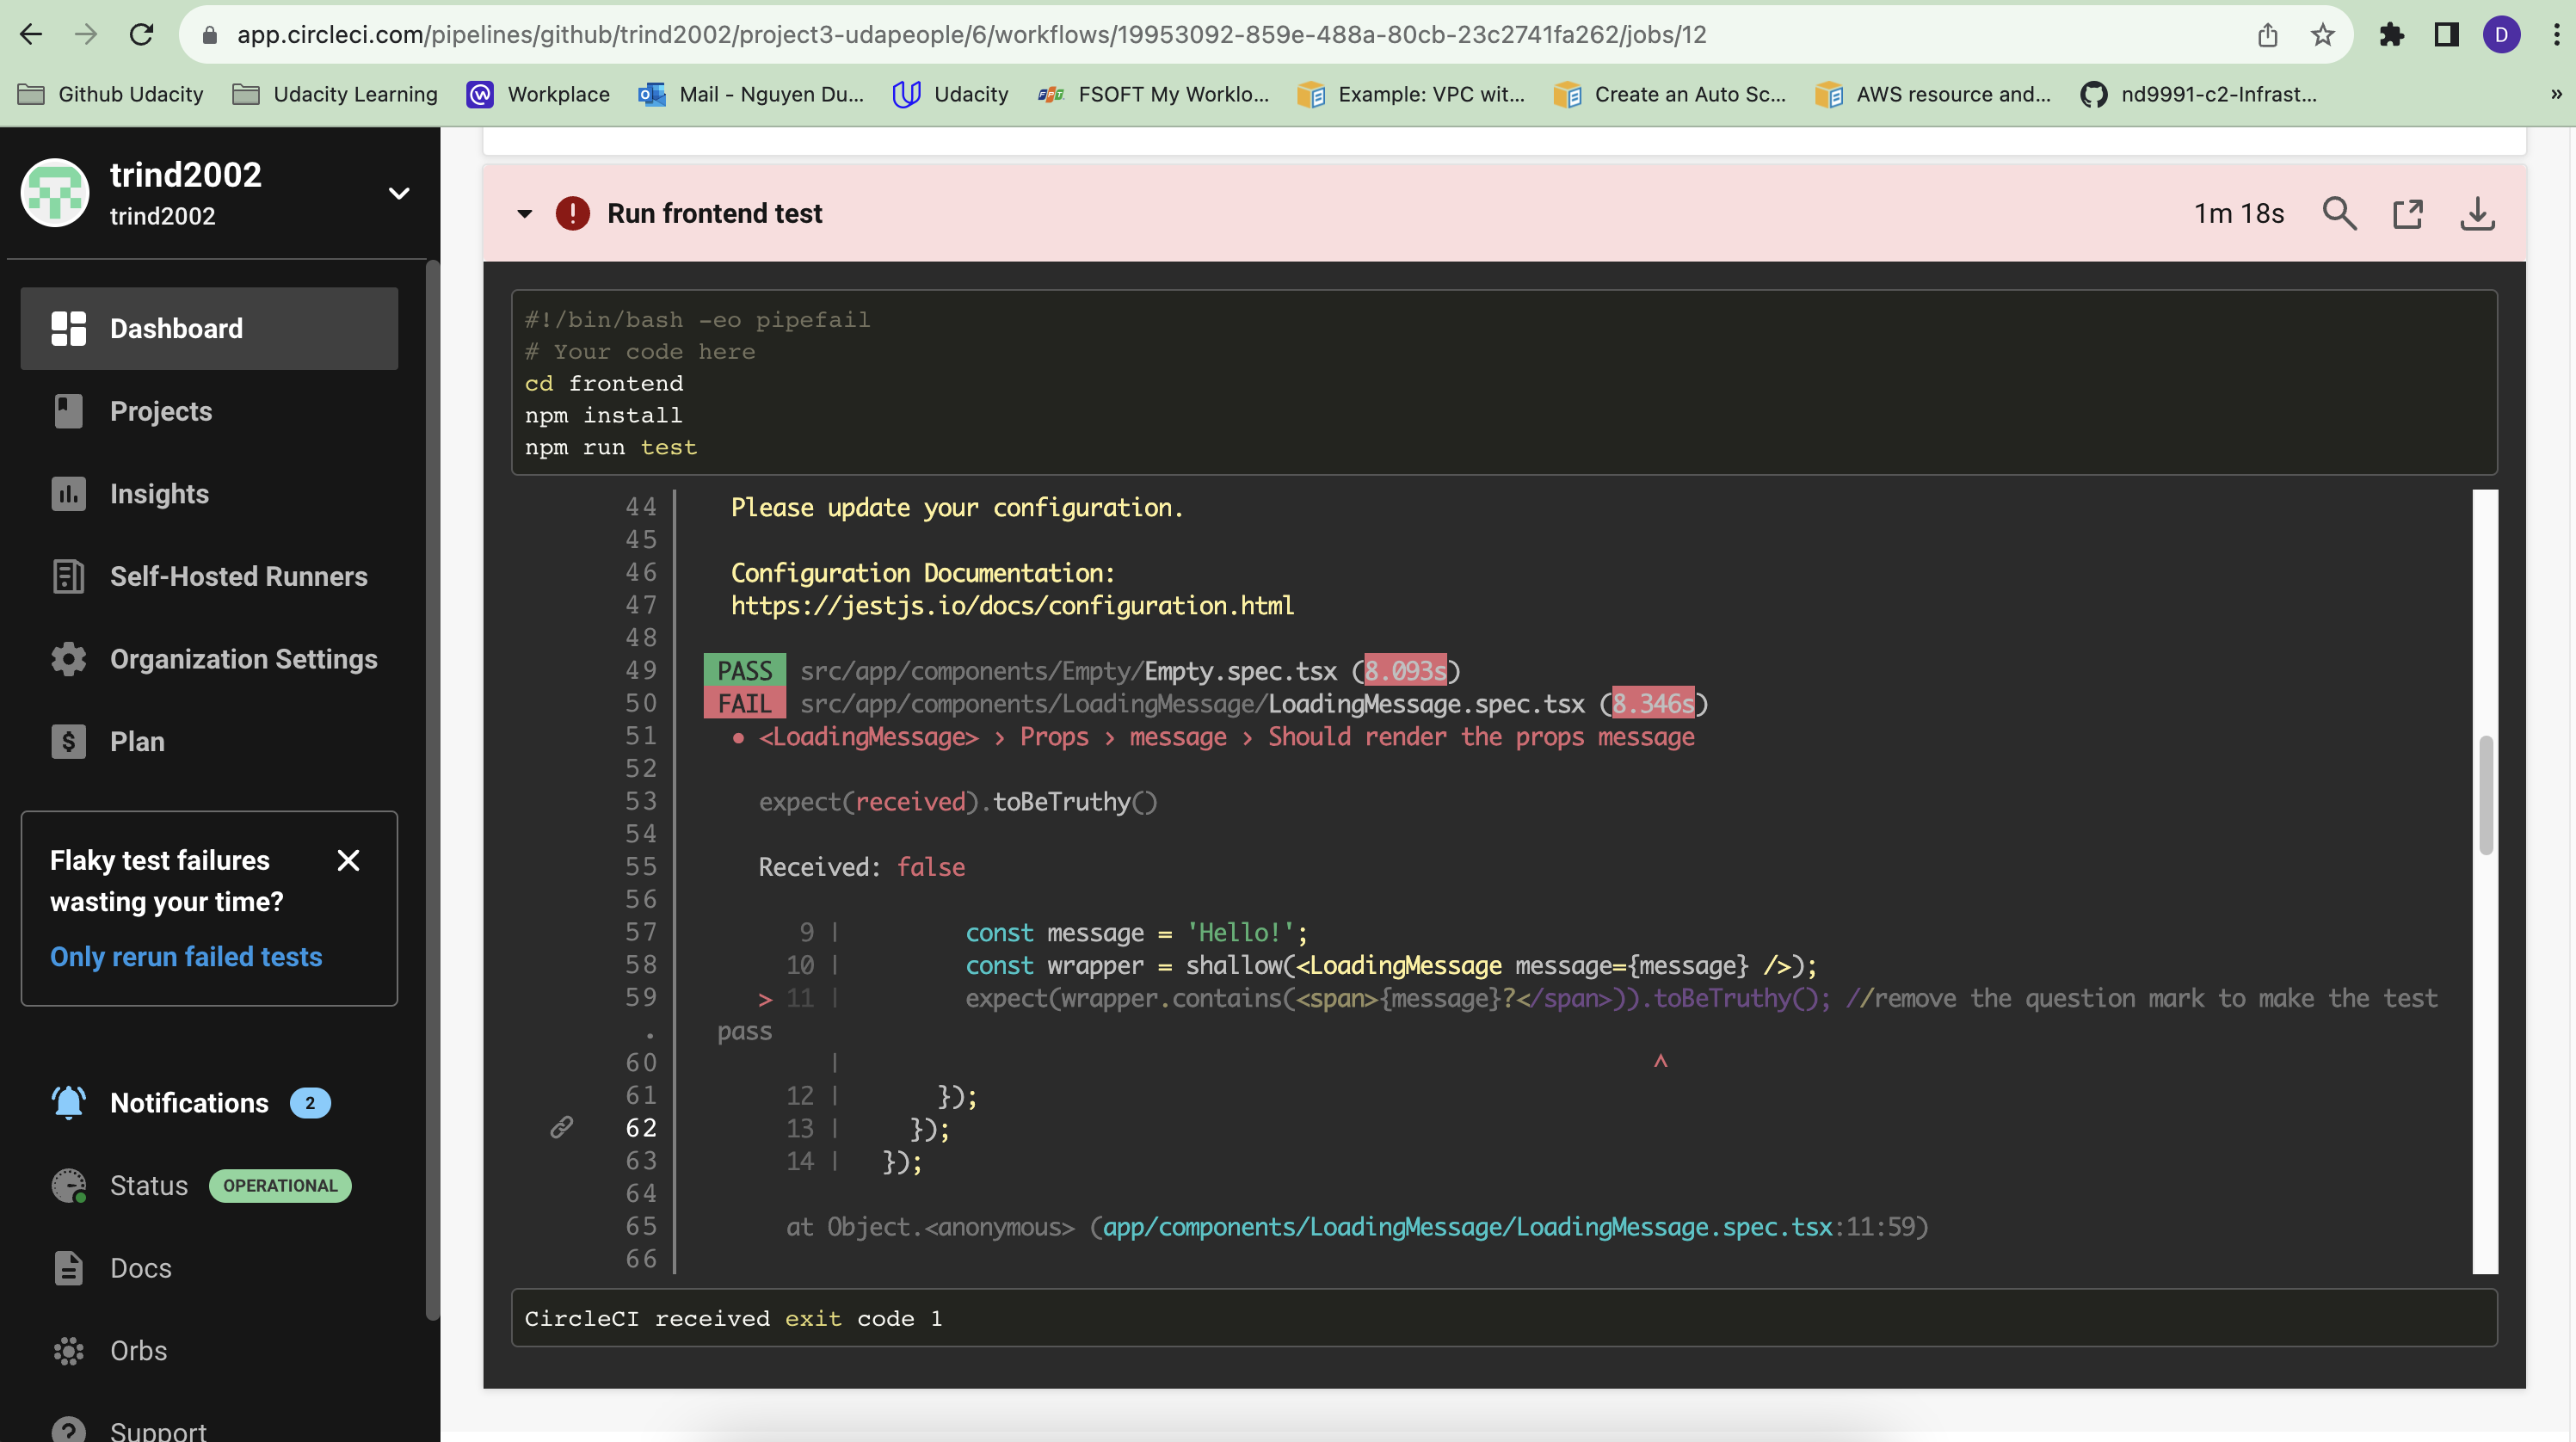 app.circleci.com/pipelines/github/trind2002/project3-udapeople/6/workflows/19953092-859e-488a-80cb-23c2741fa262/jobs/12
D
Github Udacity
Udacity Learning
Workplace
Mail - Nguyen Du...
Udacity
FSOFT My Worklo...
Example: VPC wit...
Create an Auto Sc...
AWS resource and...
nd9991-c2-Infrast...
»
trind2002
trind2002
Dashboard
Projects
Insights
Self-Hosted Runners
Organization Settings
Plan
Flaky test failures
wasting your time?
Only rerun failed tests
Notifications 2
Status OPERATIONAL
Docs
Orbs
Support
Run frontend test
1m 18s
#!/bin/bash -eo pipefail
# Your code here
cd frontend
npm install
npm run test
44 Please update your configuration.
45
46 Configuration Documentation:
47 https://jestjs.io/docs/configuration.html
48
49 PASS src/app/components/Empty/Empty.spec.tsx (8.093s)
50 FAIL src/app/components/LoadingMessage/LoadingMessage.spec.tsx (8.346s)
51 ● <LoadingMessage> › Props › message › Should render the props message
52
53 expect(received).toBeTruthy()
54
55 Received: false
56
57 9 | const message = 'Hello!';
58 10 | const wrapper = shallow(<LoadingMessage message={message} />);
59 > 11 | expect(wrapper.contains(<span>{message}?</span>)).toBeTruthy(); //remove the question mark to make the test
. pass
60 | ^
61 12 | });
62 13 | });
63 14 | });
64
65 at Object.<anonymous> (app/components/LoadingMessage/LoadingMessage.spec.tsx:11:59)
66
CircleCI received exit code 1